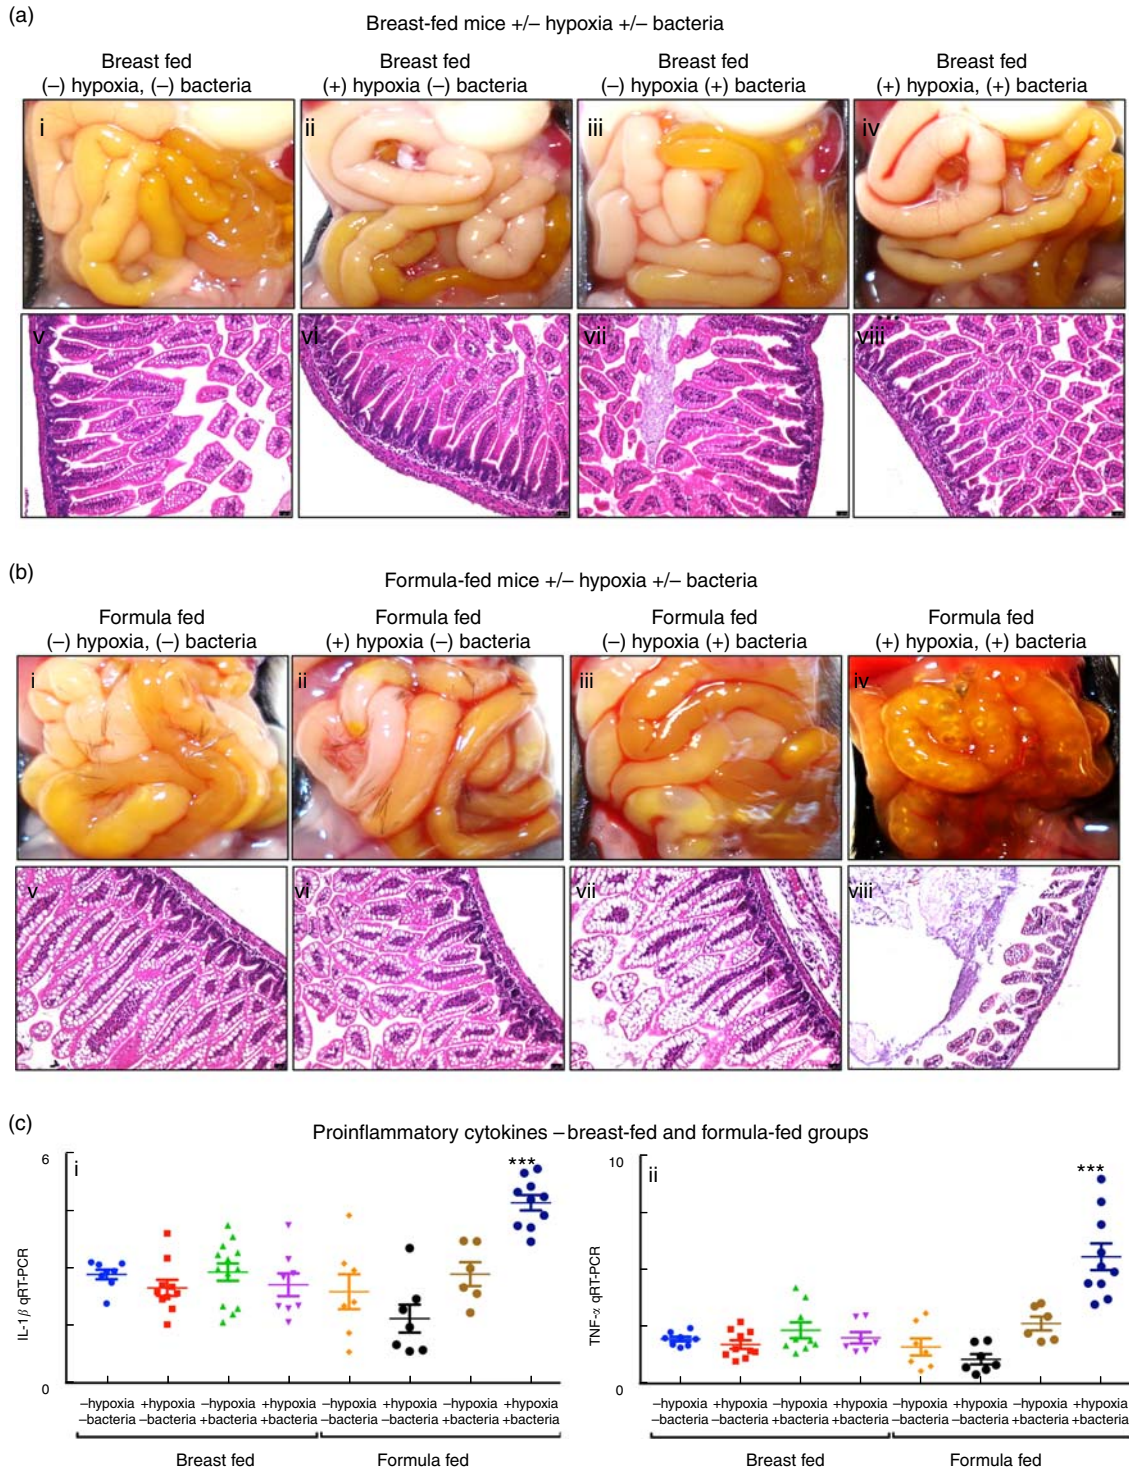 (a)
Breast-fed mice +/– hypoxia +/– bacteria
Breast fed
(–) hypoxia, (–) bacteria
Breast fed
(+) hypoxia (–) bacteria
Breast fed
(–) hypoxia (+) bacteria
Breast fed
(+) hypoxia, (+) bacteria
i
ii
iii
iv
v
vi
vii
viii
(b)
Formula-fed mice +/– hypoxia +/– bacteria
Formula fed
(–) hypoxia, (–) bacteria
Formula fed
(+) hypoxia (–) bacteria
Formula fed
(–) hypoxia (+) bacteria
Formula fed
(+) hypoxia, (+) bacteria
i
ii
iii
iv
v
vi
vii
viii
(c)
Proinflammatory cytokines – breast-fed and formula-fed groups
i
6
0
IL-1β qRT-PCR
***
–hypoxia
–bacteria
+hypoxia
–bacteria
–hypoxia
+bacteria
+hypoxia
+bacteria
–hypoxia
–bacteria
+hypoxia
–bacteria
–hypoxia
+bacteria
+hypoxia
+bacteria
Breast fed
Formula fed
ii
10
0
TNF-α qRT-PCR
***
–hypoxia
–bacteria
+hypoxia
–bacteria
–hypoxia
+bacteria
+hypoxia
+bacteria
–hypoxia
–bacteria
+hypoxia
–bacteria
–hypoxia
+bacteria
+hypoxia
+bacteria
Breast fed
Formula fed